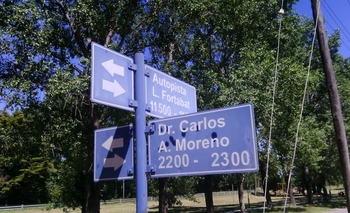 Autopista
L. Fortabat
11500 -
Dr. Carlos
A. Moreno
2200 - 2300